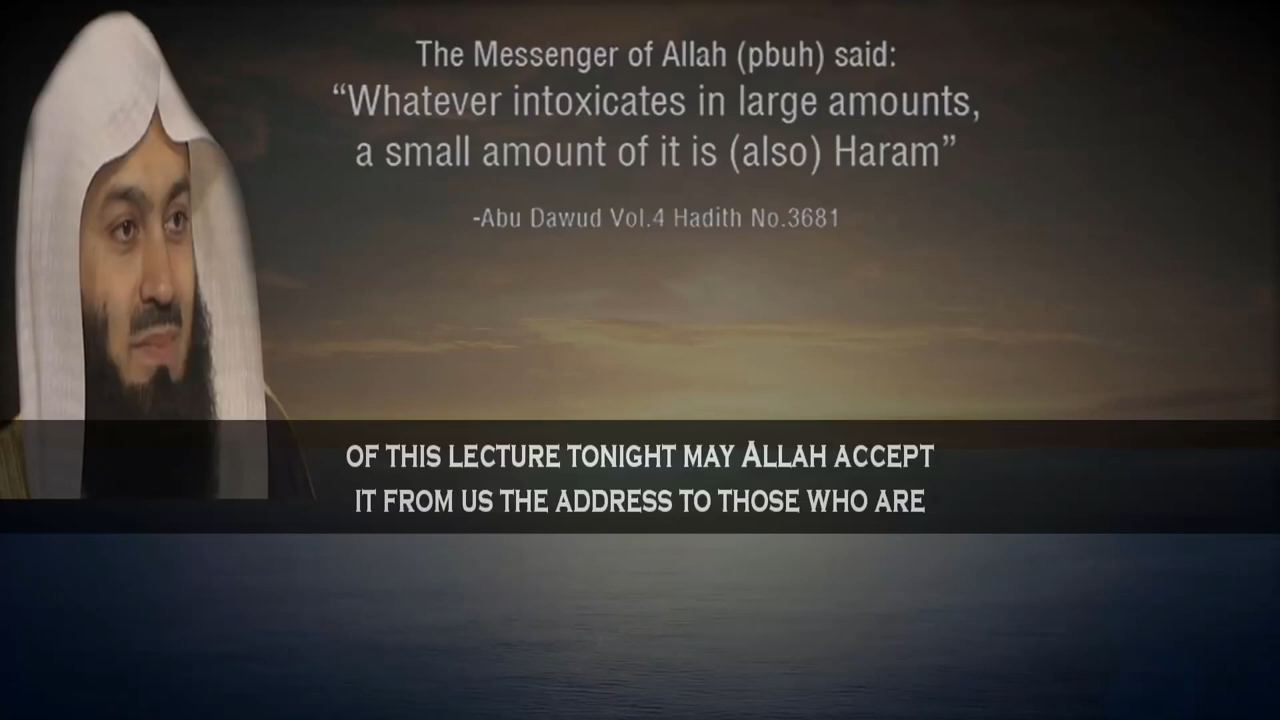 The Messenger of Allah (pbuh) said:
“Whatever intoxicates in large amounts,
a small amount of it is (also) Haram”
-Abu Dawud Vol.4 Hadith No.3681
OF THIS LECTURE TONIGHT MAY ALLAH ACCEPT
IT FROM US THE ADDRESS TO THOSE WHO ARE